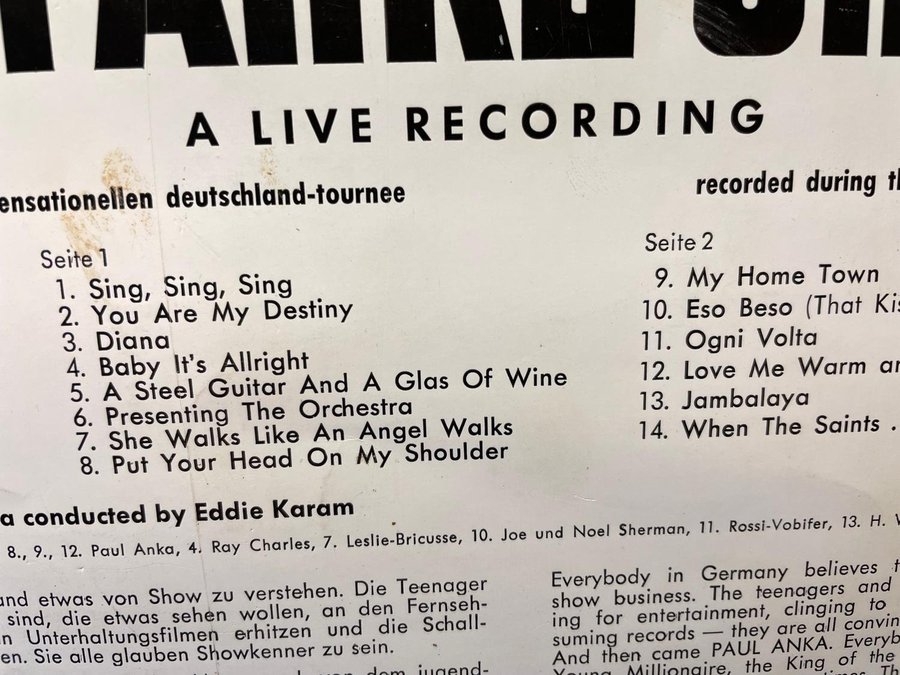 A LIVE RECORDING
ensationellen deutschland-tournee
recorded during
Seite 1
1. Sing, Sing, Sing
2. You Are My Destiny
3. Diana
4. Baby It's Allright
5. A Steel Guitar And A Glas Of Wine
6. Presenting The Orchestra
7. She Walks Like An Angel Walks
8. Put Your Head On My Shoulder
Seite 2
9. My Home Town
10. Eso Beso (That
11. Ogni Volta
12. Love Me Warm
13. Jambalaya
14. When The Saints .
a conducted by Eddie Karam
8., 9., 12. Paul Anka, 4. Ray Charles, 7. Leslie-Bricusse, 10. Joe und Noel Sherman, 11. Rossi-Vobifer, 13. H.
und etwas von Show zu verstehen. Die Teenager
sind, die etwas sehen wollen, an den Fernseh-
n Unterhaltungsfilmen erhitzen und die Schall-
en. Sie alle glauben Showkenner zu sein.
von dem jugend-
Everybody in Germany believes
show business. The teenagers and
ing for entertainment, clinging to
suming records — they are all
And then came PAUL ANKA.
Young Millionaire, the King of the